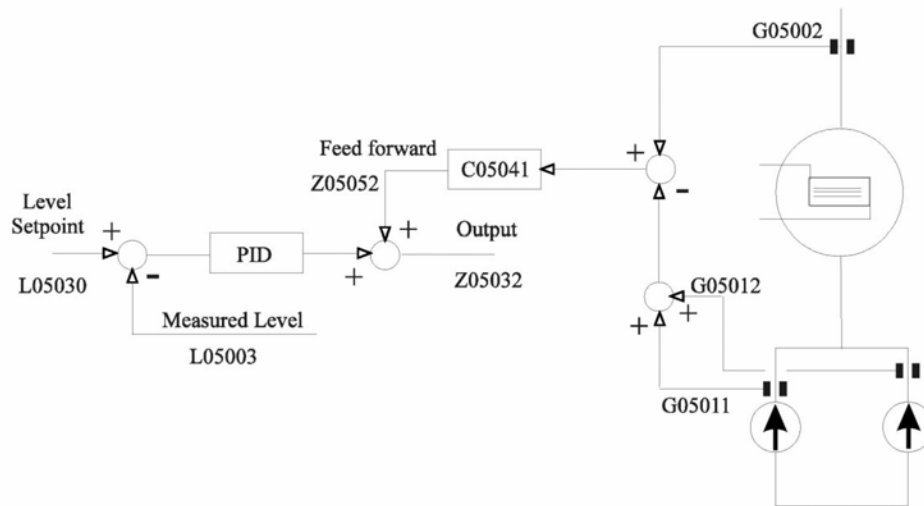 G05002
Feed forward
Z05052
C05041
+
-
Level
Setpoint
L05030
+
-
PID
+
+
Output
Z05032
Measured Level
L05003
G05012
+
+
G05011